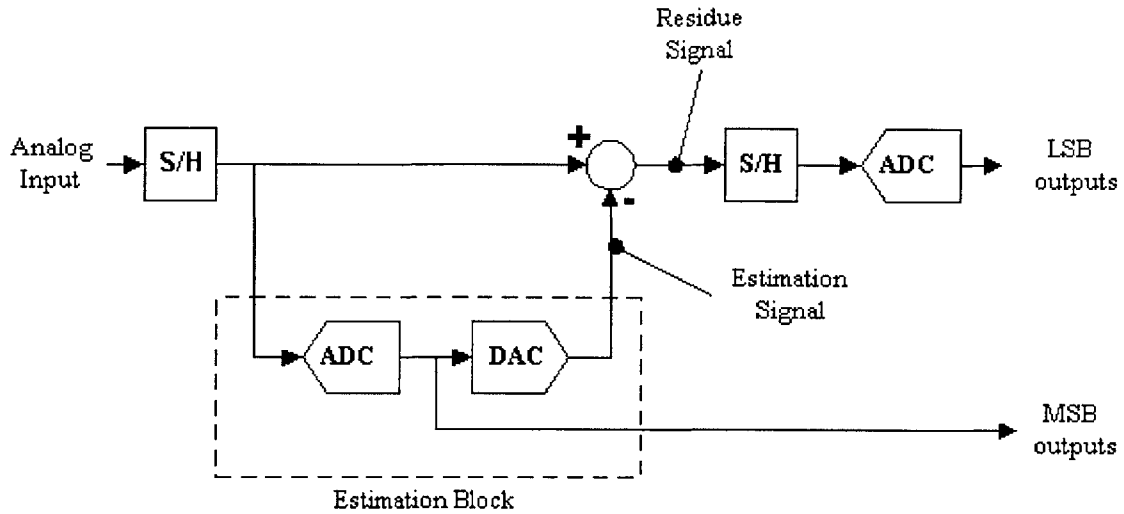 Residue
Signal
Analog
Input
S/H
+
S/H
ADC
LSB
outputs
-
Estimation
Signal
ADC
DAC
MSB
outputs
Estimation Block